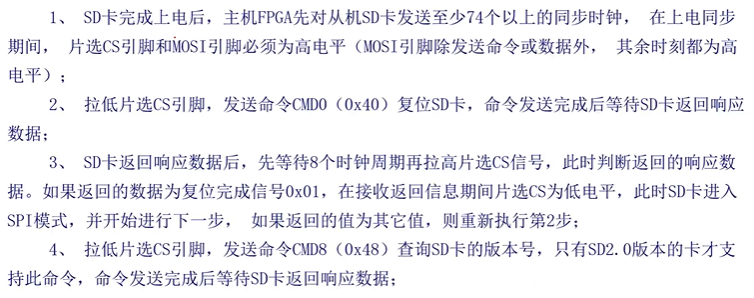 1、 SD卡完成上电后，主机FPGA先对从机SD卡发送至少74个以上的同步时钟， 在上电同步
期间， 片选CS引脚和MOSI引脚必须为高电平（MOSI引脚除发送命令或数据外， 其余时刻都为高
电平）；
2、 拉低片选CS引脚，发送命令CMD0（0x40）复位SD卡，命令发送完成后等待SD卡返回响应
数据；
3、 SD卡返回响应数据后，先等待8个时钟周期再拉高片选CS信号，此时判断返回的响应数
据。如果返回的数据为复位完成信号0x01，在接收返回信息期间片选CS为低电平，此时SD卡进入
SPI模式，并开始进行下一步， 如果返回的值为其它值，则重新执行第2步；
4、 拉低片选CS引脚，发送命令CMD8（0x48）查询SD卡的版本号，只有SD2.0版本的卡才支
持此命令，命令发送完成后等待SD卡返回响应数据；